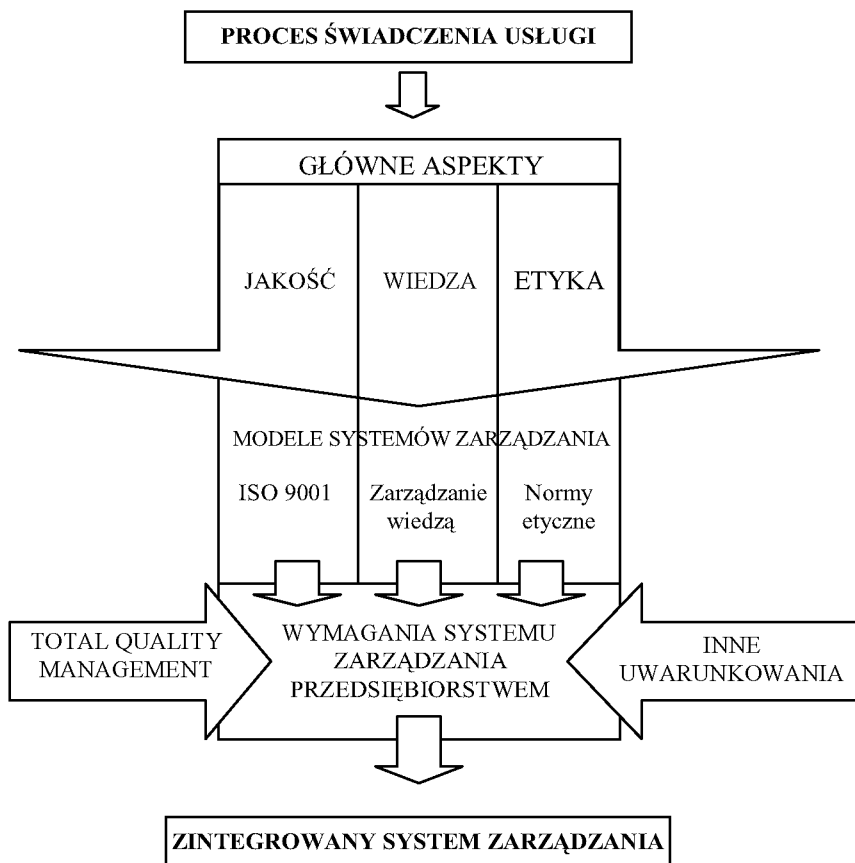 PROCES ŚWIADCZENIA USŁUGI
GŁÓWNE ASPEKTY
JAKOŚĆ
WIEDZA
ETYKA
MODELE SYSTEMÓW ZARZĄDZANIA
ISO 9001
Zarządzanie
wiedzą
Normy
etyczne
TOTAL QUALITY
MANAGEMENT
WYMAGANIA SYSTEMU
ZARZĄDZANIA
PRZEDSIĘBIORSTWEM
INNE
UWARUNKOWANIA
ZINTEGROWANY SYSTEM ZARZĄDZANIA